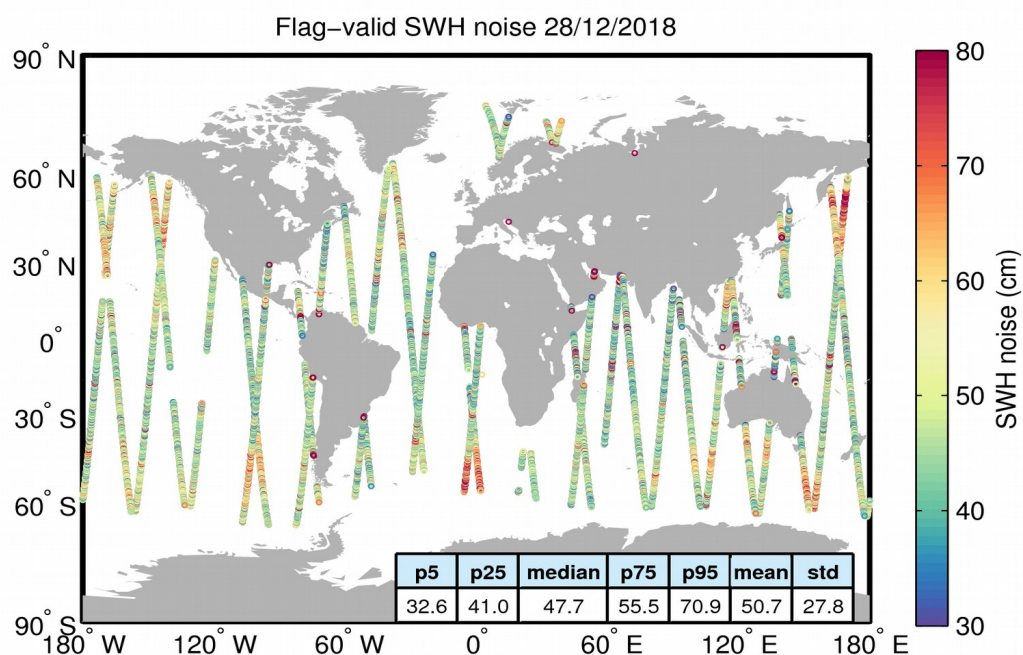 Flag−valid SWH noise 28/12/2018
90° N
60° N
30° N
0°
30° S
60° S
90° S
180° W
120° W
60° W
0°
60° E
120° E
180° E
80
70
60
50
40
30
SWH noise (cm)
p5 p25 median p75 p95 mean std
32.6 41.0 47.7 55.5 70.9 50.7 27.8